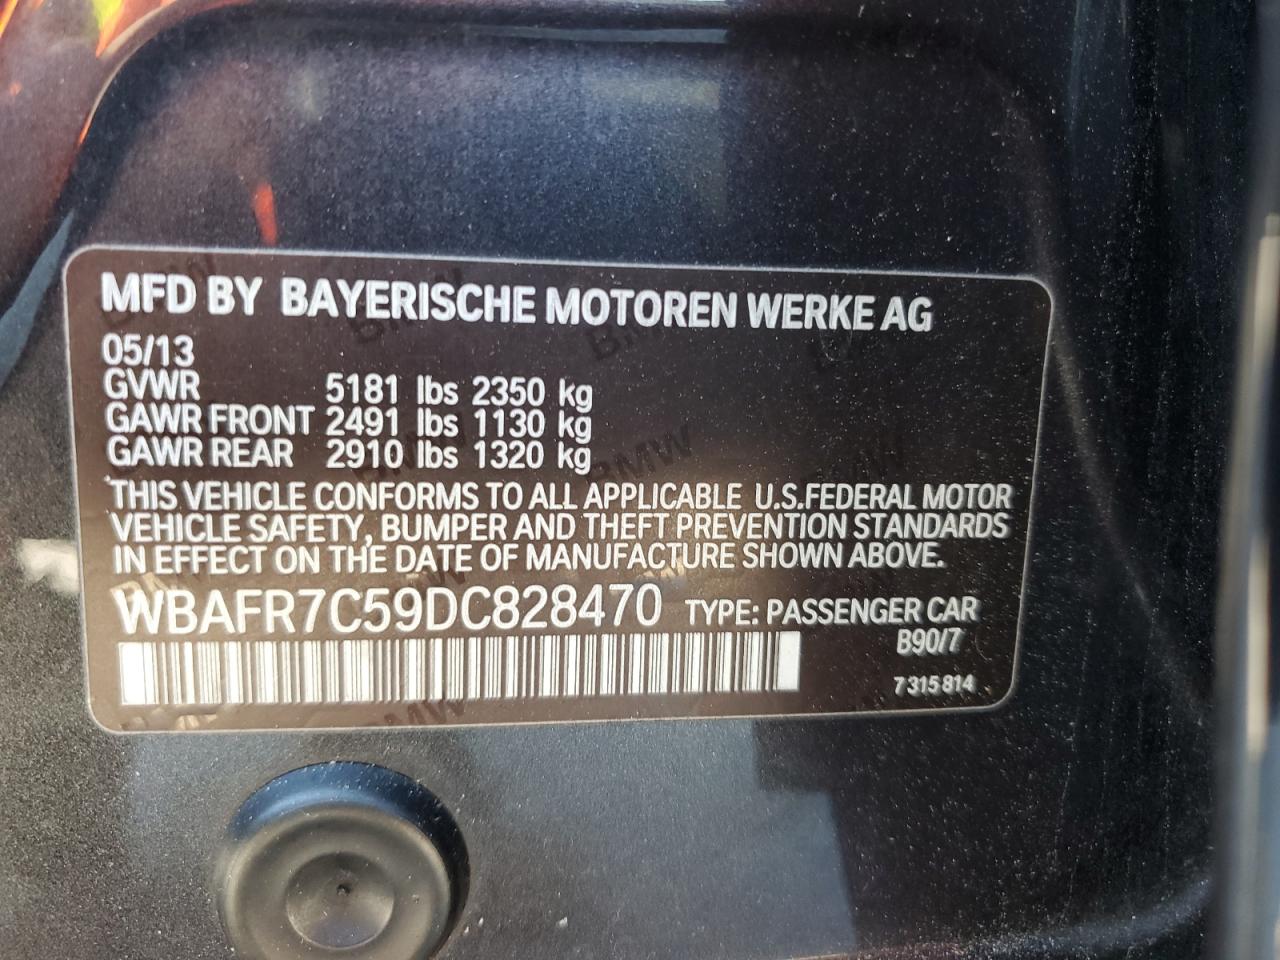 MFD BY BAYERISCHE MOTOREN WERKE AG
05/13
GVWR 5181 lbs 2350 kg
GAWR FRONT 2491 lbs 1130 kg
GAWR REAR 2910 lbs 1320 kg
THIS VEHICLE CONFORMS TO ALL APPLICABLE U.S.FEDERAL MOTOR
VEHICLE SAFETY, BUMPER AND THEFT PREVENTION STANDARDS
IN EFFECT ON THE DATE OF MANUFACTURE SHOWN ABOVE.
WBAFR7C59DC828470 TYPE: PASSENGER CAR
B90/7
7 315 814